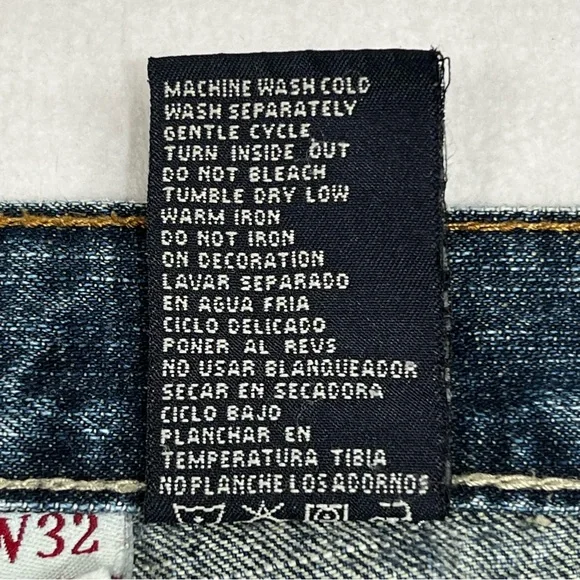 MACHINE WASH COLD
WASH SEPARATELY
GENTLE CYCLE
TURN INSIDE OUT
DO NOT BLEACH
TUMBLE DRY LOW
WARM IRON
DO NOT IRON
ON DECORATION
LAVAR SEPARADO
EN AGUA FRIA
CICLO DELICADO
PONER AL REVS
NO USAR BLANQUEADOR
SECAR EN SECADORA
CICLO BAJO
PLANCHAR EN
TEMPERATURA TIBIA
NO PLANCHE LOS ADORNOS
W32